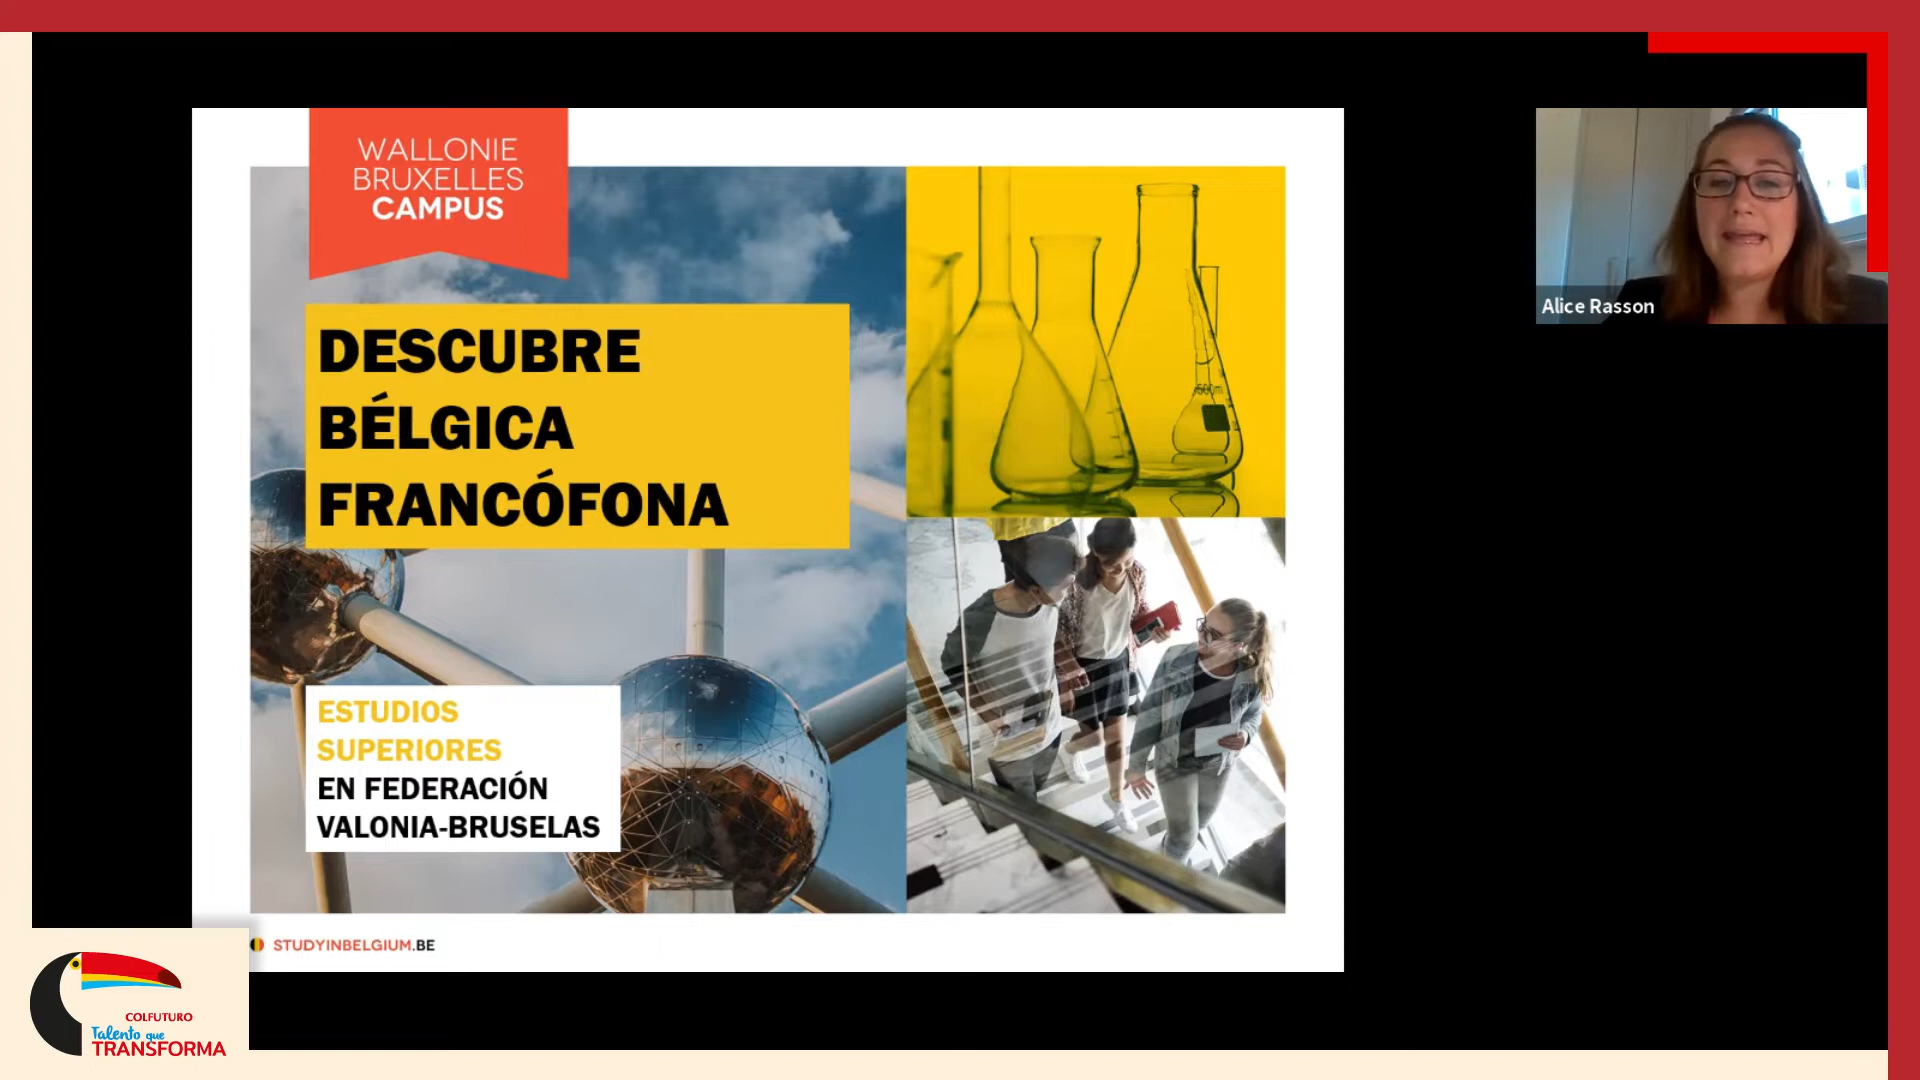 WALLONIE
BRUXELLES
CAMPUS
DESCUBRE
BÉLGICA
FRANCÓFONA
500m
ESTUDIOS
SUPERIORES
EN FEDERACIÓN
VALONIA-BRUSELAS
STUDYINBELGIUM.BE
Alice Rasson
COLFUTURO
Talento que
TRANSFORMA